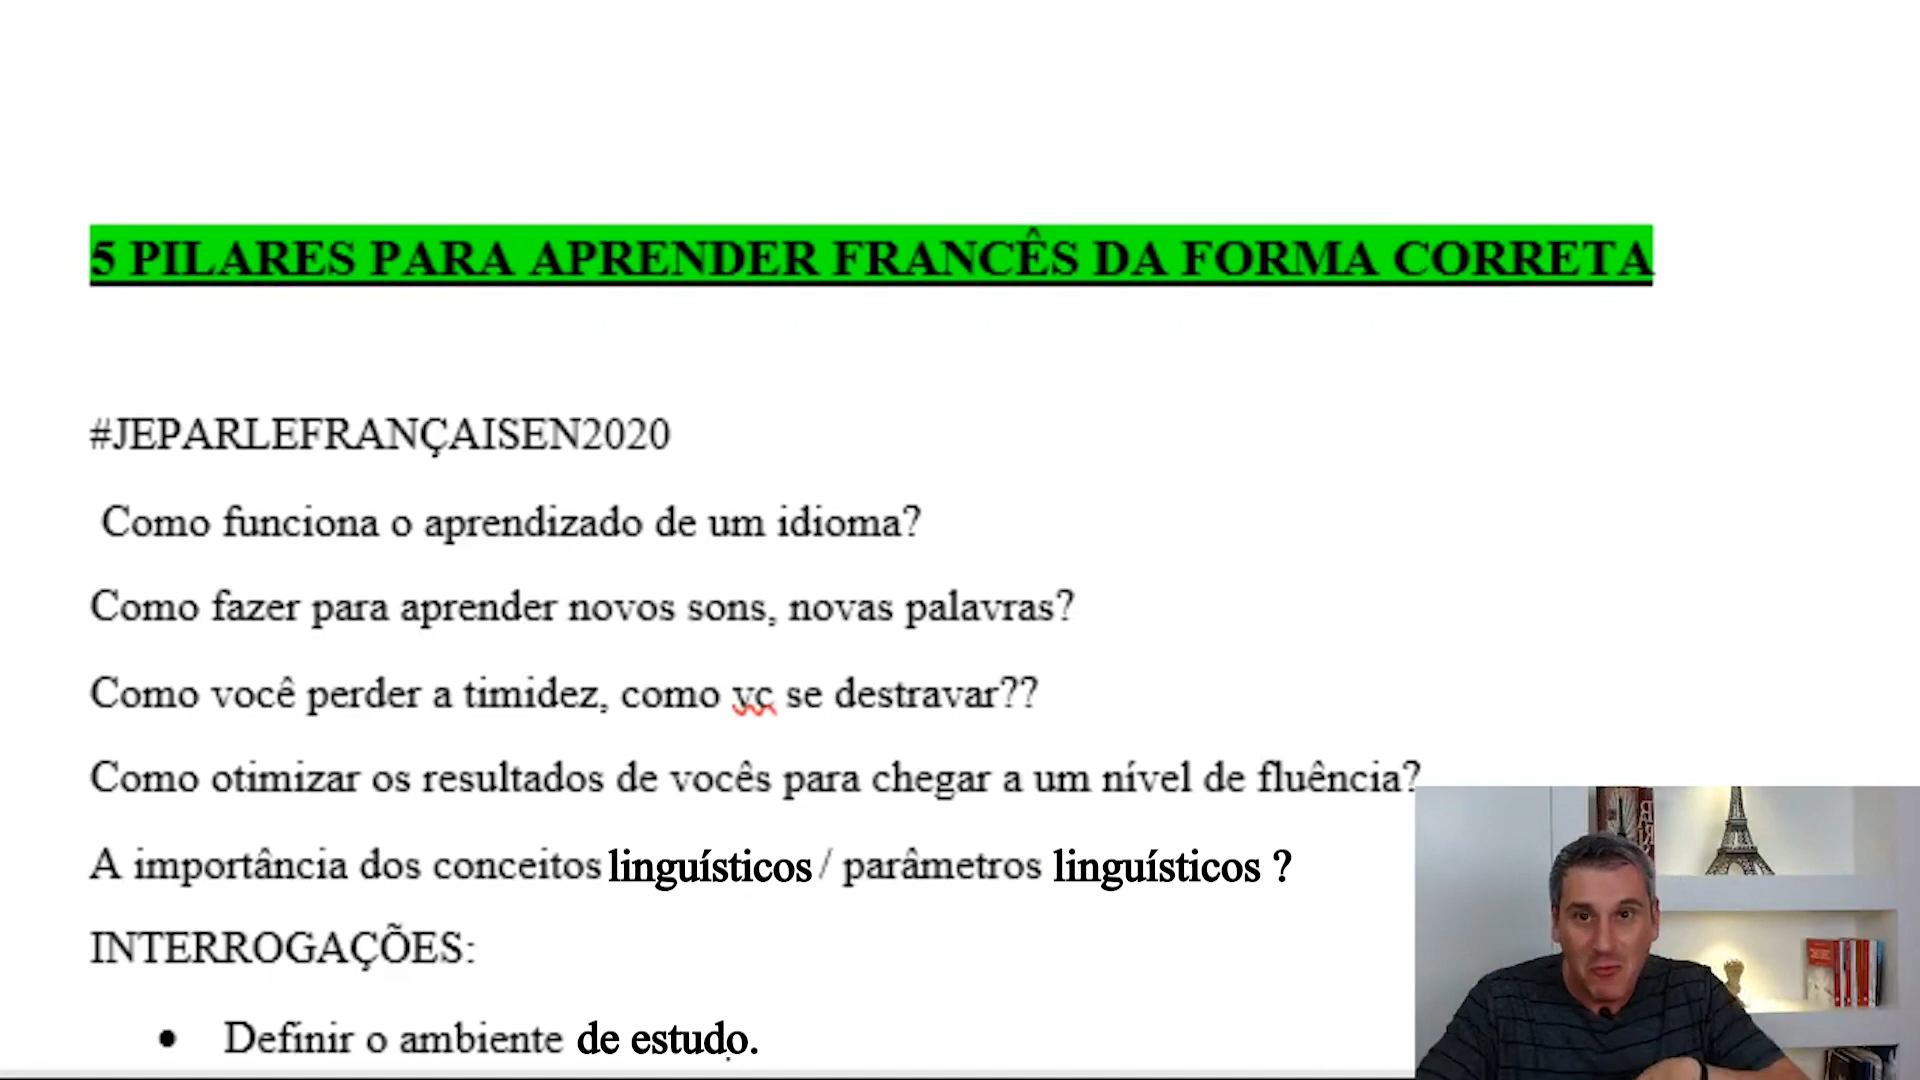 5 PILARES PARA APRENDER FRANCÊS DA FORMA CORRETA
#JEPARLEFRANÇAISEN2020
Como funciona o aprendizado de um idioma?
Como fazer para aprender novos sons, novas palavras?
Como você perder a timidez, como vc se destravar??
Como otimizar os resultados de vocês para chegar a um nível de fluência?
A importância dos conceitos linguísticos / parâmetros linguísticos ?
INTERROGAÇÕES:
• Definir o ambiente de estudo.